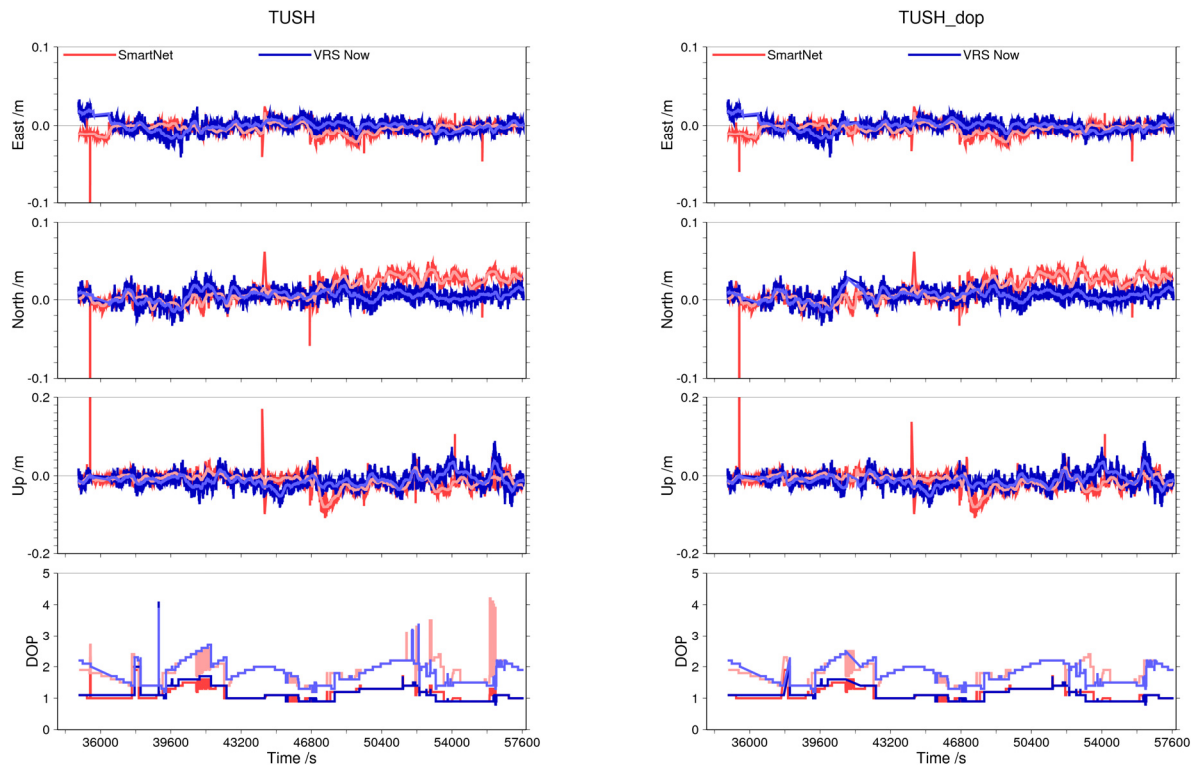 TUSH
SmartNet VRS Now
0.1
0.0
-0.1
East /m
0.1
0.0
-0.1
North /m
0.2
0.0
-0.2
Up /m
5
4
3
2
1
0
DOP
36000 39600 43200 46800 50400 54000 57600
Time /s
TUSH_dop
SmartNet VRS Now
0.1
0.0
-0.1
East /m
0.1
0.0
-0.1
North /m
0.2
0.0
-0.2
Up /m
5
4
3
2
1
0
DOP
36000 39600 43200 46800 50400 54000 57600
Time /s